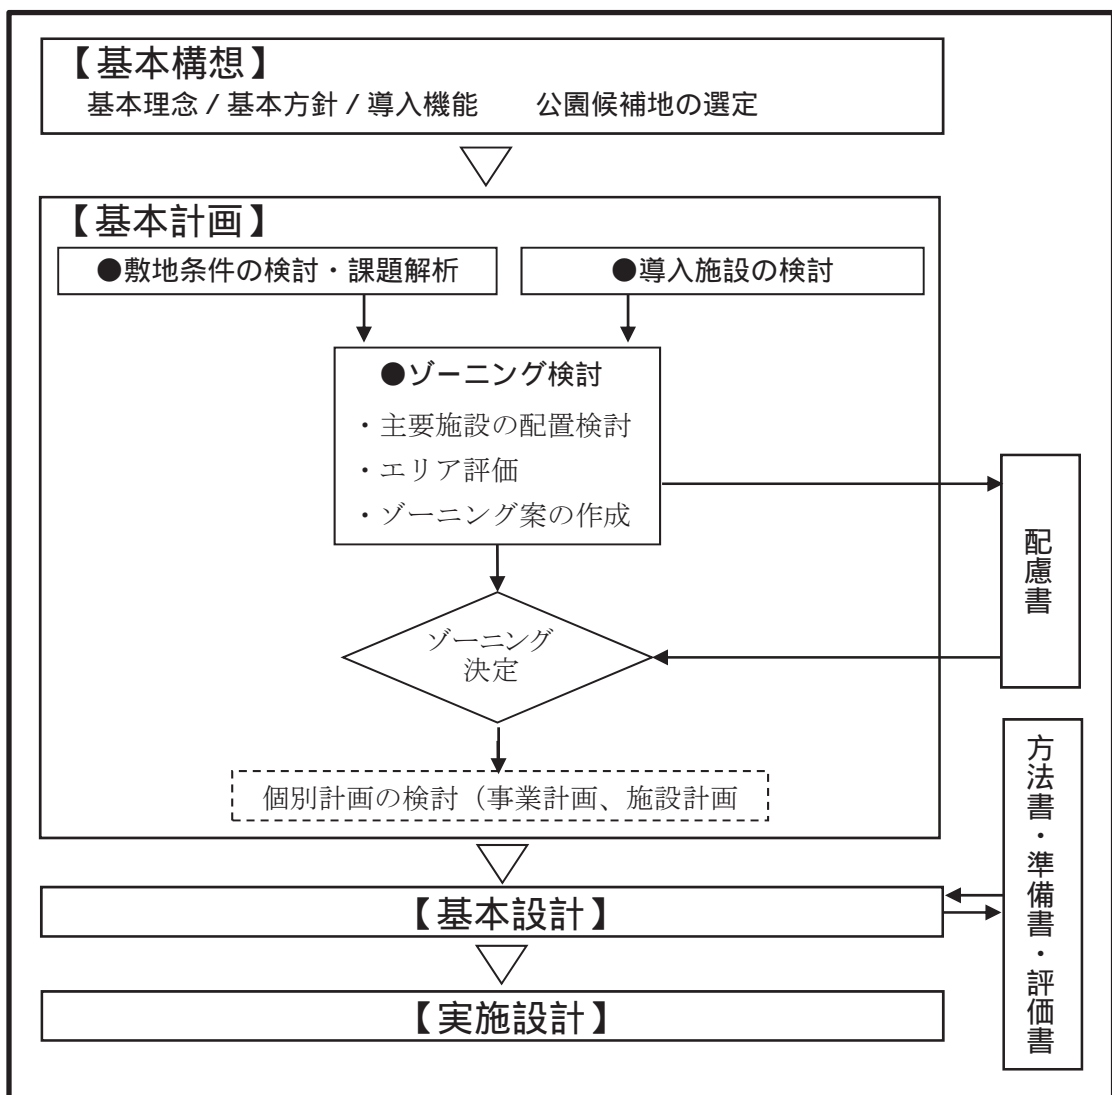 【基本構想】
基本理念 / 基本方針 / 導入機能　　公園候補地の選定
【基本計画】
●敷地条件の検討・課題解析
●導入施設の検討
●ゾーニング検討
・主要施設の配置検討
・エリア評価
・ゾーニング案の作成
配慮書
ゾーニング
決定
個別計画の検討（事業計画、施設計画
方法書・準備書・評価書
【基本設計】
【実施設計】